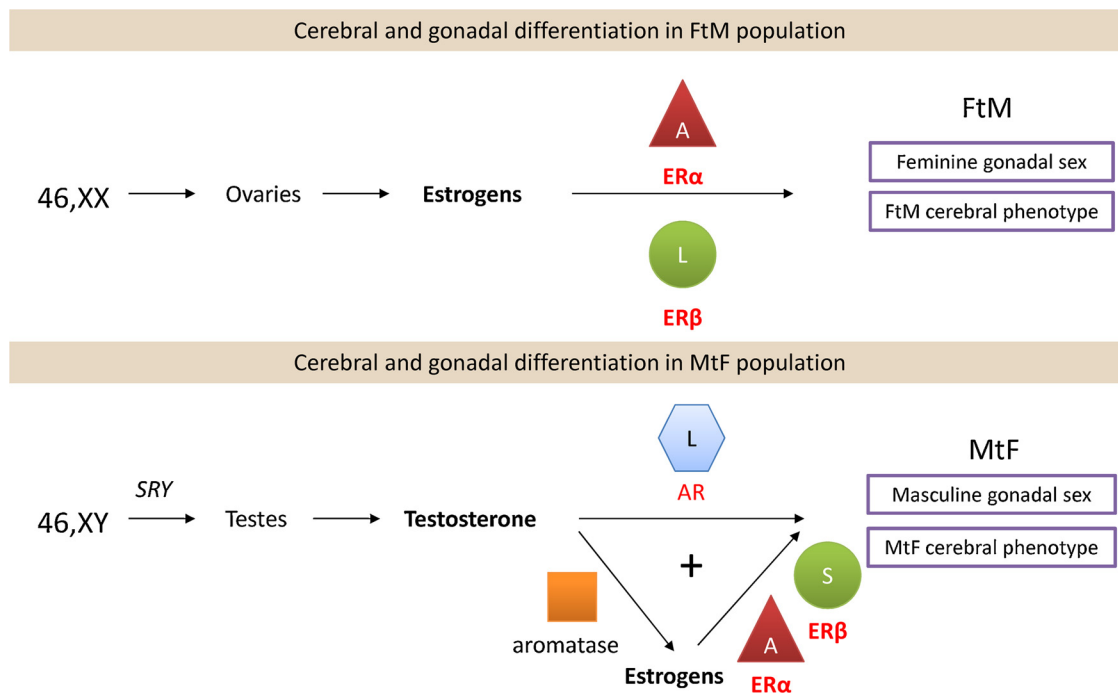 Cerebral and gonadal differentiation in FtM population
A
ERα
FtM
Feminine gonadal sex
46,XX
Ovaries
Estrogens
FtM cerebral phenotype
L
ERβ
Cerebral and gonadal differentiation in MtF population
L
AR
MtF
Masculine gonadal sex
SRY
46,XY
Testes
Testosterone
MtF cerebral phenotype
+
S
ERβ
aromatase
Estrogens
A
ERα